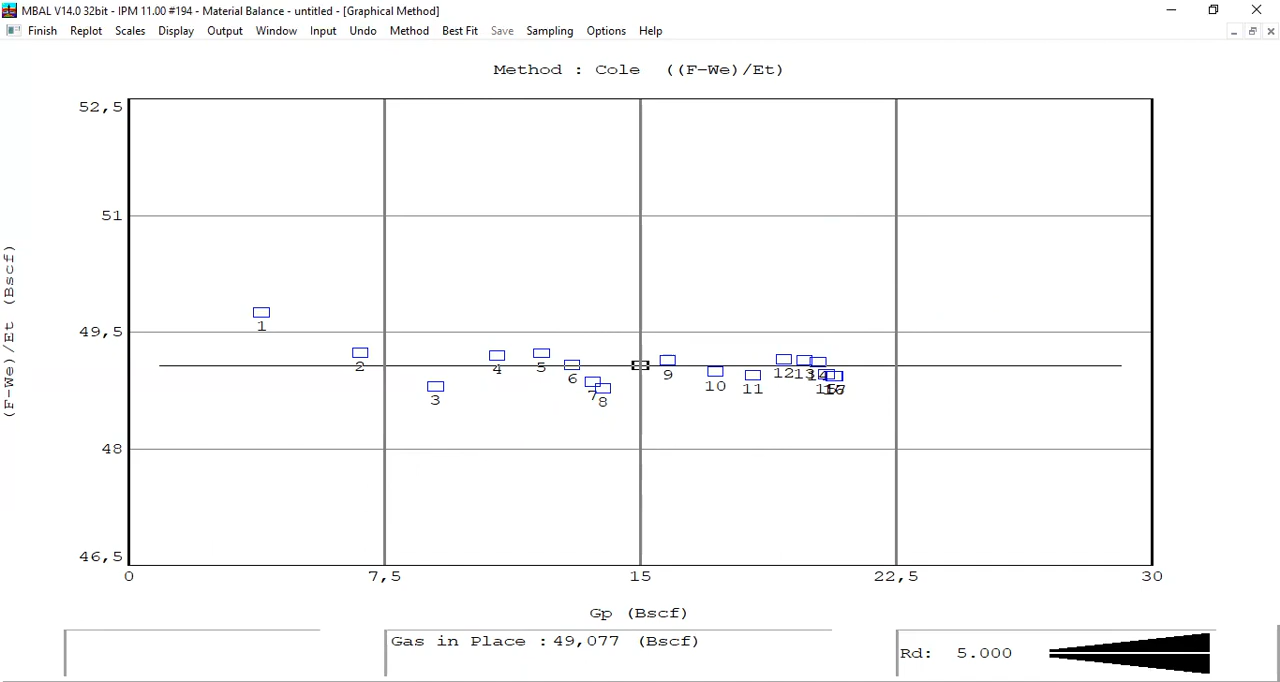 MBAL V14.0 32bit - IPM 11.00 #194 - Material Balance - untitled - [Graphical Method]
Finish Replot Scales Display Output Window Input Undo Method Best Fit Save Sampling Options Help
Method : Cole ((F-We)/Et)
52,5
51
49,5
48
46,5
(F-We)/Et (Bscf)
1
2
3
4
5
6
7
8
9
10
11
12
13
14
0 7,5 15 22,5 30
Gp (Bscf)
Gas in Place : 49,077 (Bscf)
Rd: 5.000